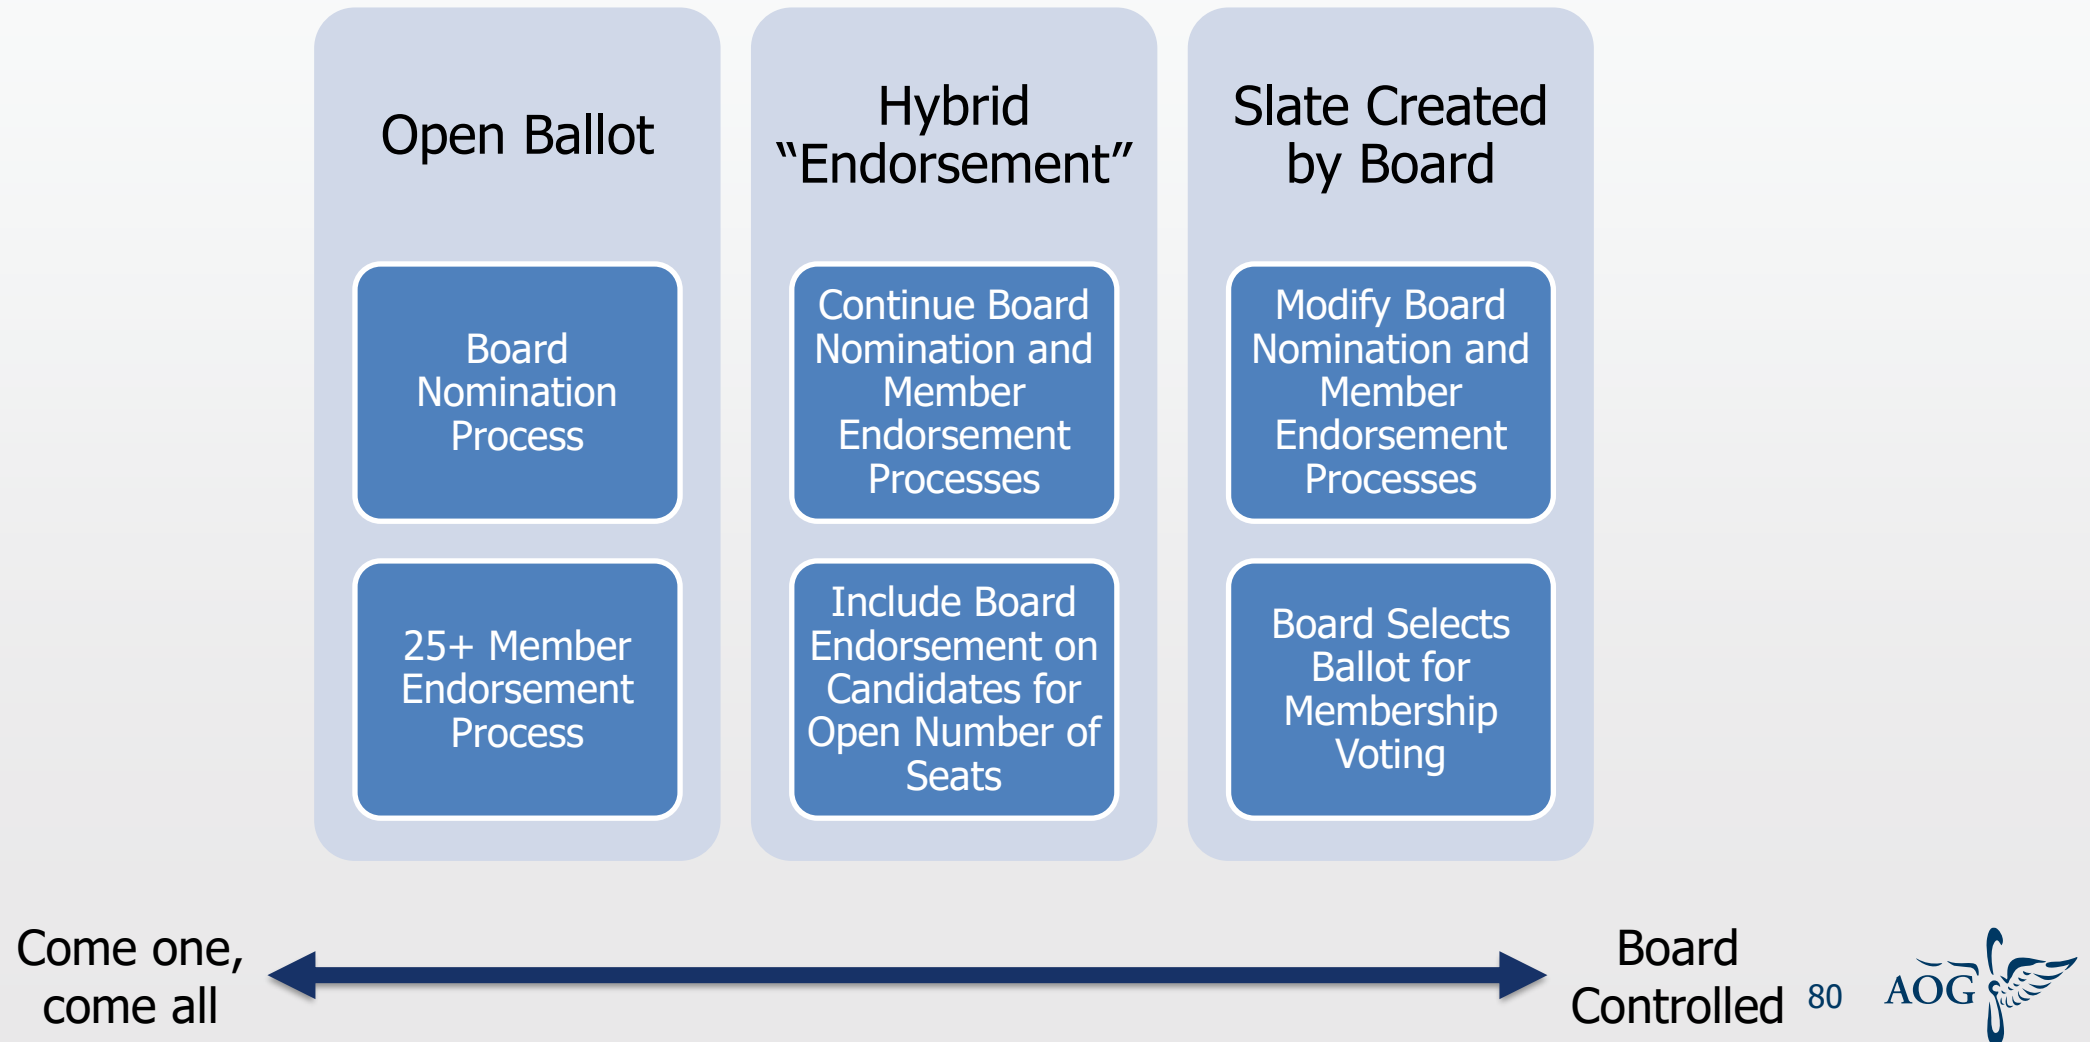 Open Ballot
Board
Nomination
Process
25+ Member
Endorsement
Process
Hybrid
“Endorsement”
Continue Board
Nomination and
Member
Endorsement
Processes
Include Board
Endorsement on
Candidates for
Open Number of
Seats
Slate Created
by Board
Modify Board
Nomination and
Member
Endorsement
Processes
Board Selects
Ballot for
Membership
Voting
Come one,
come all
Board
Controlled
80
AOG